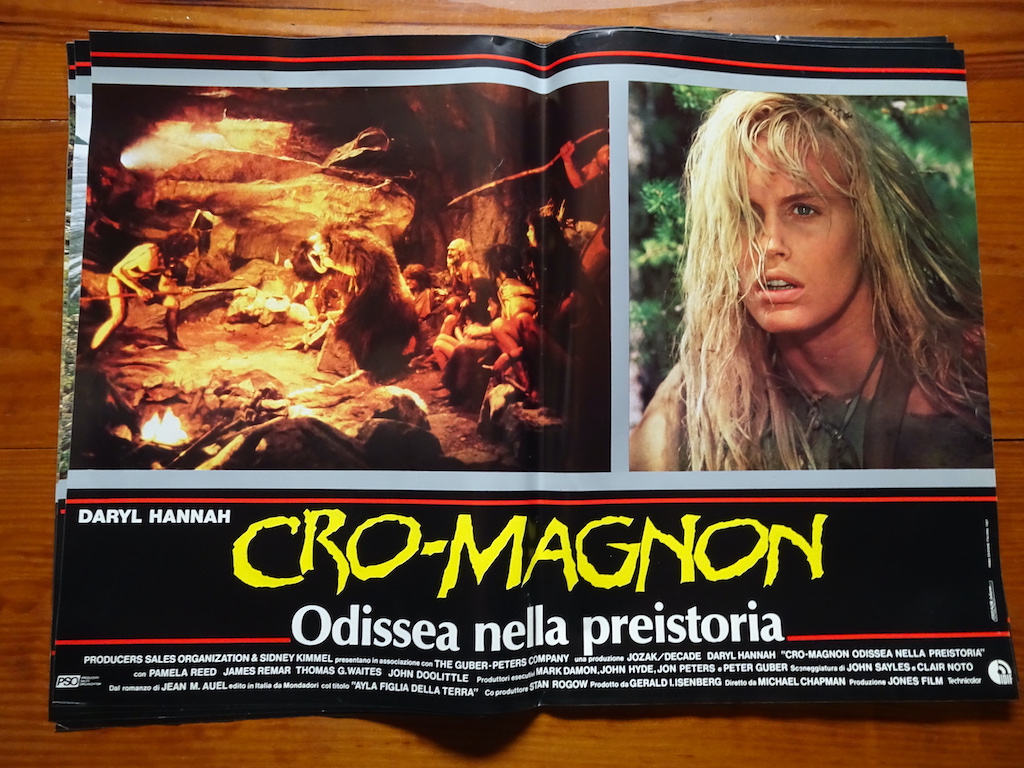 DARYL HANNAH
CRO-MAGNON
Odissea nella preistoria
PRODUCERS SALES ORGANIZATION & SIDNEY KIMMEL presentano in associazione con THE GUBER-PETERS COMPANY una produzione JOZAK/DECADE DARYL HANNAH "CRO-MAGNON ODISSEA NELLA PREISTORIA"
con PAMELA REED JAMES REMAR THOMAS G. WAITES JOHN DOOLITTLE Produttori esecutivi MARK DAMON, JOHN HYDE, JON PETERS e PETER GUBER Sceneggiatura di JOHN SAYLES e CLAIR NOTO
PSO Dal romanzo di JEAN M. AUEL edito in Italia da Mondadori col titolo "AYLA FIGLIA DELLA TERRA" Co produttore STAN ROGOW Prodotto da GERALD I. ISENBERG Diretto da MICHAEL CHAPMAN Produzione JONES FILM Technicolor